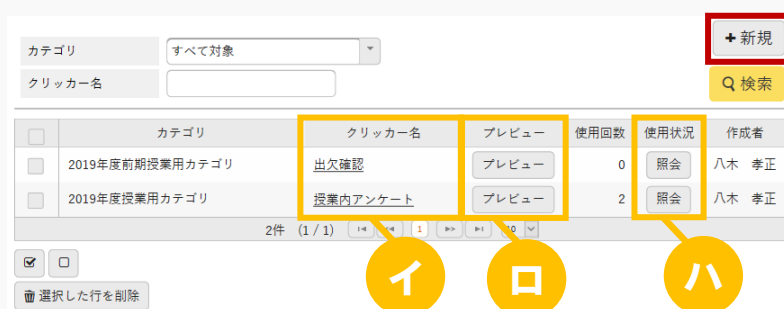 カテゴリ すべて対象 +新規
クリッカー名 検索
カテゴリ クリッカー名 プレビュー 使用回数 使用状況 作成者
2019年度前期授業用カテゴリ 出欠確認 プレビュー 0 照会 八木 孝正
2019年度授業用カテゴリ 授業内アンケート プレビュー 2 照会 八木 孝正
2件 (1 / 1) 1 10
イ ロ ハ
選択した行を削除